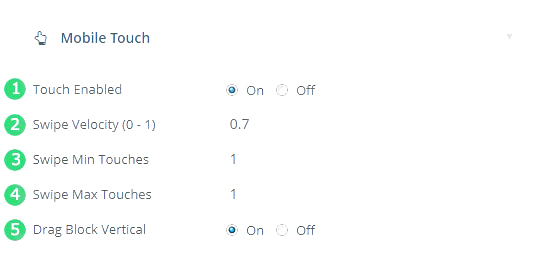 Mobile Touch
1 Touch Enabled On Off
2 Swipe Velocity (0 - 1) 0.7
3 Swipe Min Touches 1
4 Swipe Max Touches 1
5 Drag Block Vertical On Off